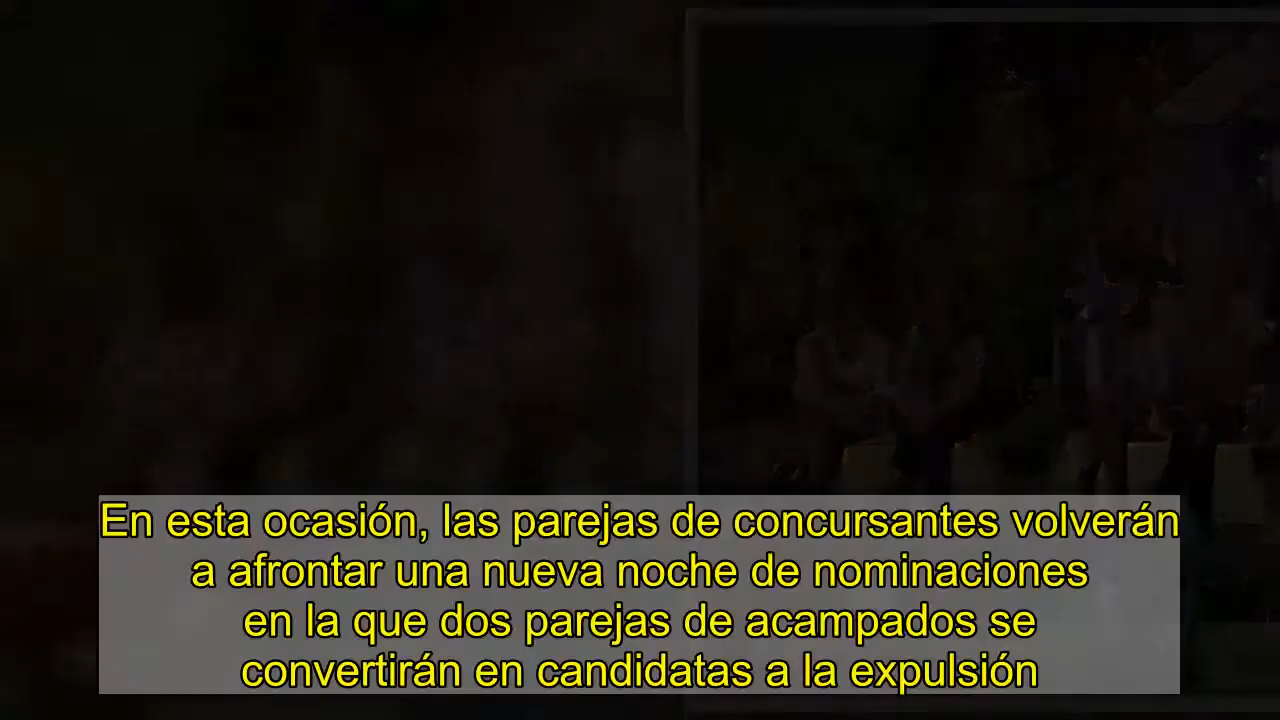 En esta ocasión, las parejas de concursantes volverán
a afrontar una nueva noche de nominaciones
en la que dos parejas de acampados se
convertirán en candidatas a la expulsión